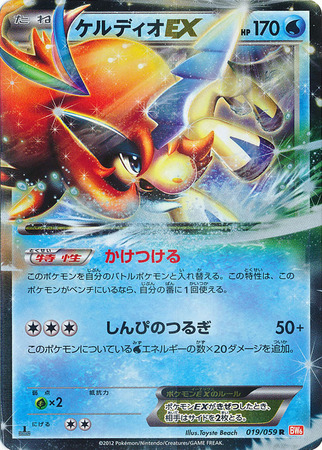 たね ケルディオEX HP170
とくせい
特性 かけつける
このポケモンを自分のバトルポケモンと入れ替える。この特性は、この
ポケモンがベンチにいるなら、自分の番に1回使える。
しんぴのつるぎ 50+
このポケモンについている エネルギーの数×20ダメージを追加。
弱点 抵抗力
×2
にげる
ポケモンEXのルール
ポケモンEXがきぜつしたとき、
相手はサイドを2枚とる。
Illus. Toyste Beach BW6 019/059 R
©2012 Pokémon/Nintendo/Creatures/GAME FREAK.